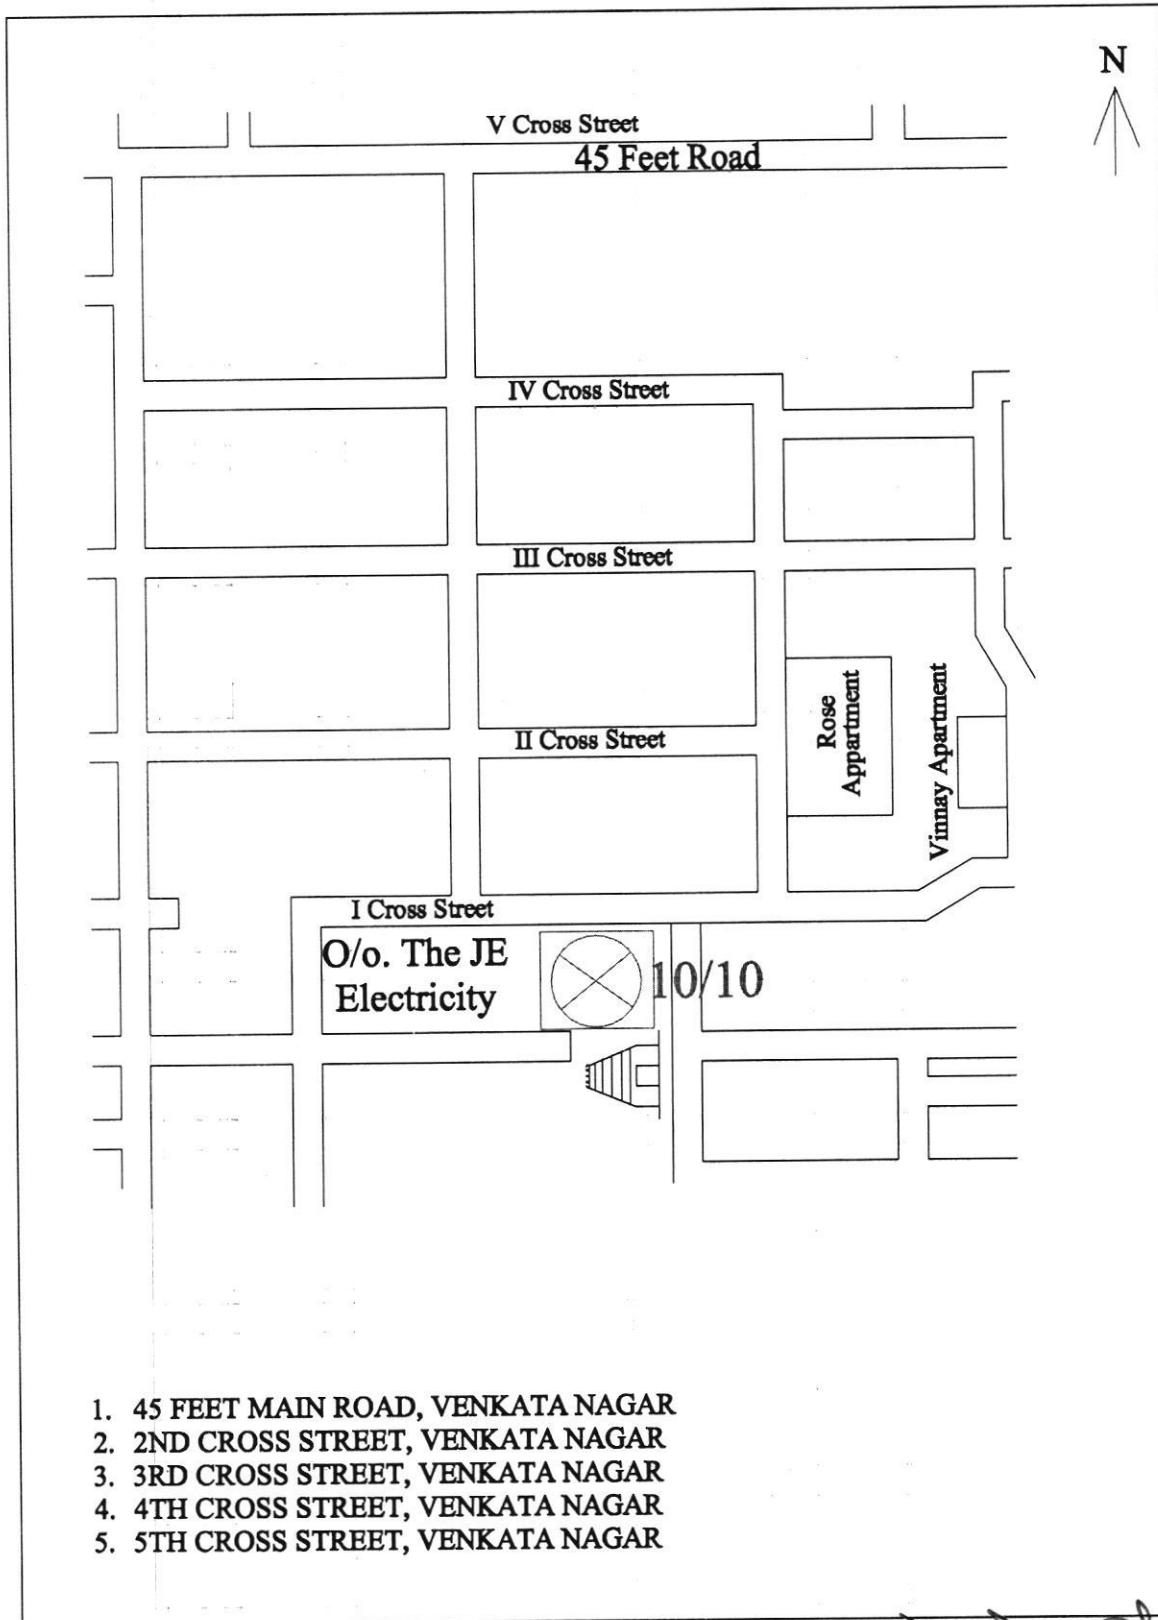 N
V Cross Street
45 Feet Road
IV Cross Street
III Cross Street
Rose
Appartment
Vinnay Apartment
II Cross Street
I Cross Street
O/o. The JE
Electricity
10/10
1. 45 FEET MAIN ROAD, VENKATA NAGAR
2. 2ND CROSS STREET, VENKATA NAGAR
3. 3RD CROSS STREET, VENKATA NAGAR
4. 4TH CROSS STREET, VENKATA NAGAR
5. 5TH CROSS STREET, VENKATA NAGAR